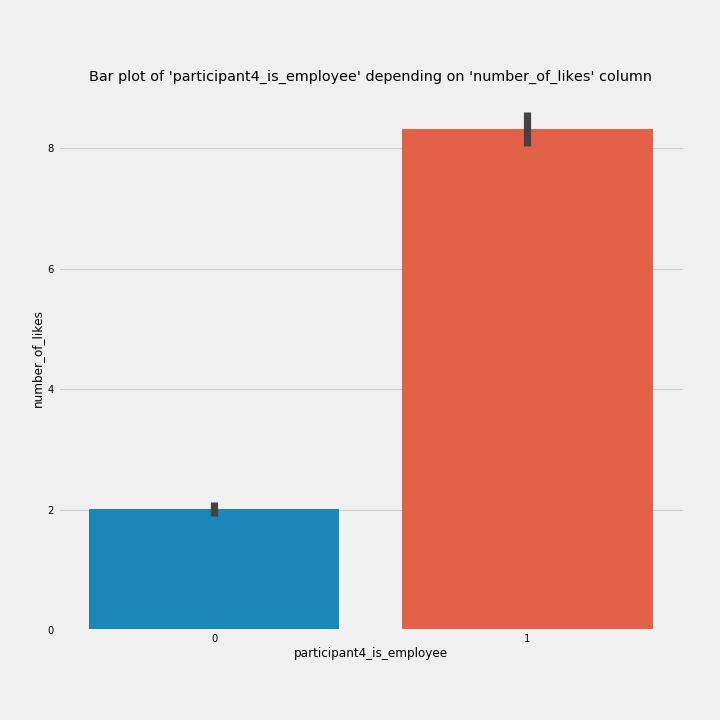 Bar plot of 'participant4_is_employee' depending on 'number_of_likes' column
8
6
4
2
0
number_of_likes
0 1
participant4_is_employee